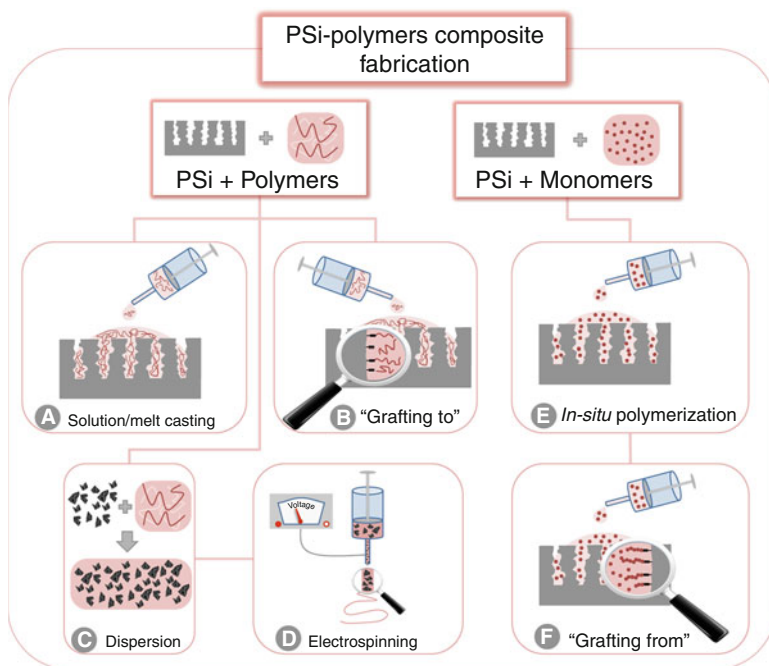 PSi-polymers composite
fabrication
PSi + Polymers
PSi + Monomers
A Solution/melt casting
B "Grafting to"
E In-situ polymerization
Voltage
C Dispersion
D Electrospinning
F "Grafting from"